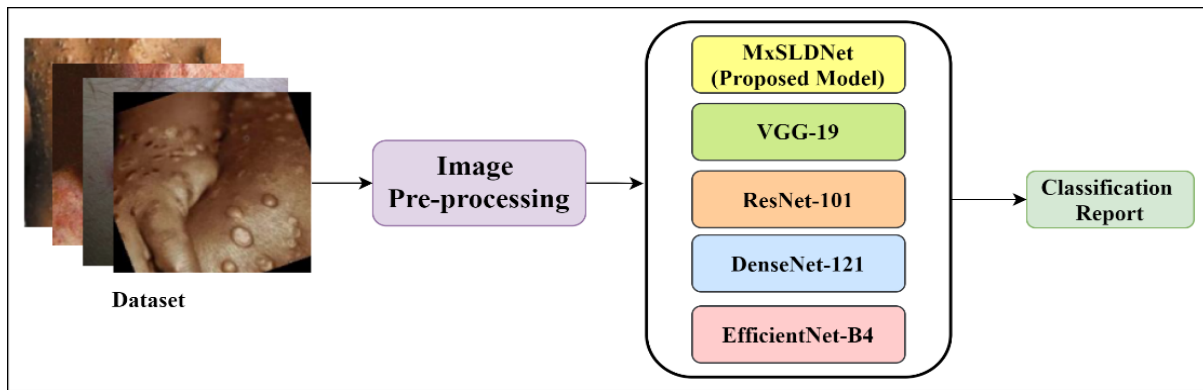 Dataset
Image
Pre-processing
MxSLDNet
(Proposed Model)
VGG-19
ResNet-101
DenseNet-121
EfficientNet-B4
Classification
Report